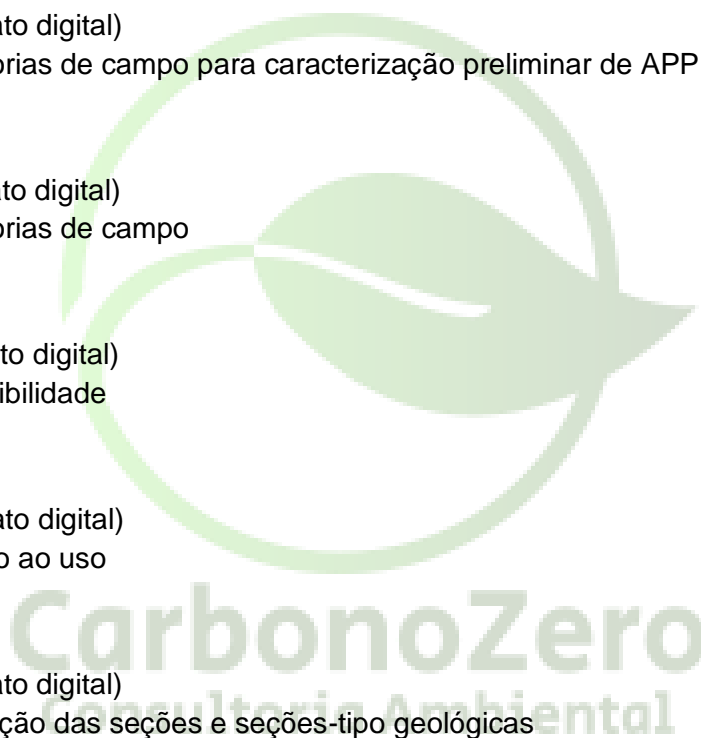 ato digital)
orias de campo para caracterização preliminar de APP
ato digital)
orias de campo
to digital)
ibilidade
ato digital)
o ao uso
ato digital)
ção das seções e seções-tipo geológicas
CarbonoZero
Consultoria Ambiental